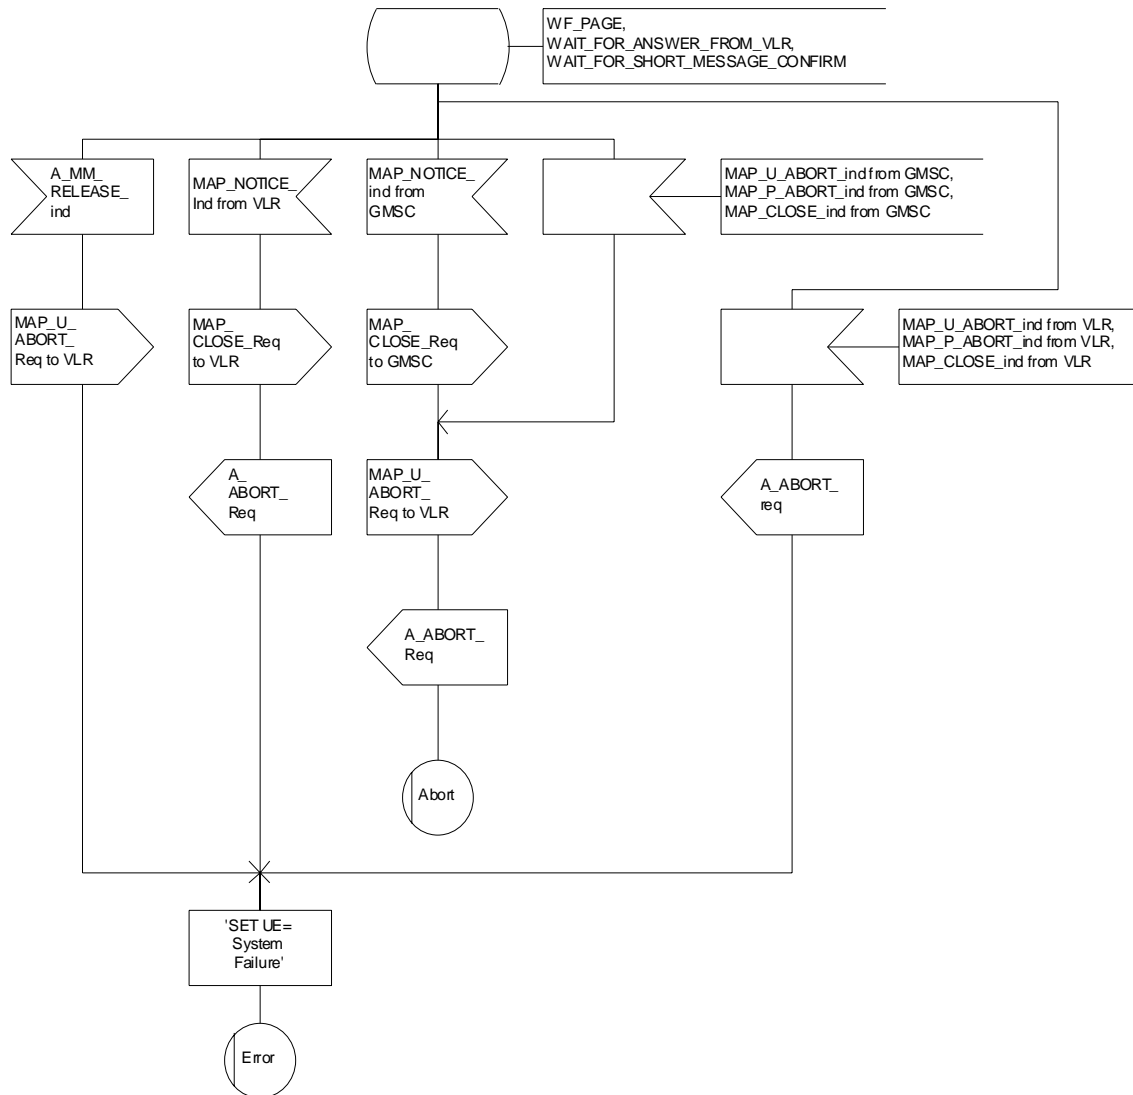 WF_PAGE,
WAIT_FOR_ANSWER_FROM_VLR,
WAIT_FOR_SHORT_MESSAGE_CONFIRM
A_MM_
RELEASE_
ind
MAP_NOTICE_
Ind from VLR
MAP_NOTICE_
ind from
GMSC
MAP_U_ABORT_ind from GMSC,
MAP_P_ABORT_ind from GMSC,
MAP_CLOSE_ind from GMSC
MAP_U_
ABORT_
Req to VLR
MAP_
CLOSE_Req
to VLR
MAP_
CLOSE_Req
to GMSC
MAP_U_ABORT_ind from VLR,
MAP_P_ABORT_ind from VLR,
MAP_CLOSE_ind from VLR
A_
ABORT_
Req
MAP_U_
ABORT_
Req to VLR
A_ABORT_
req
A_ABORT_
Req
Abort
'SET UE=
System
Failure'
Error